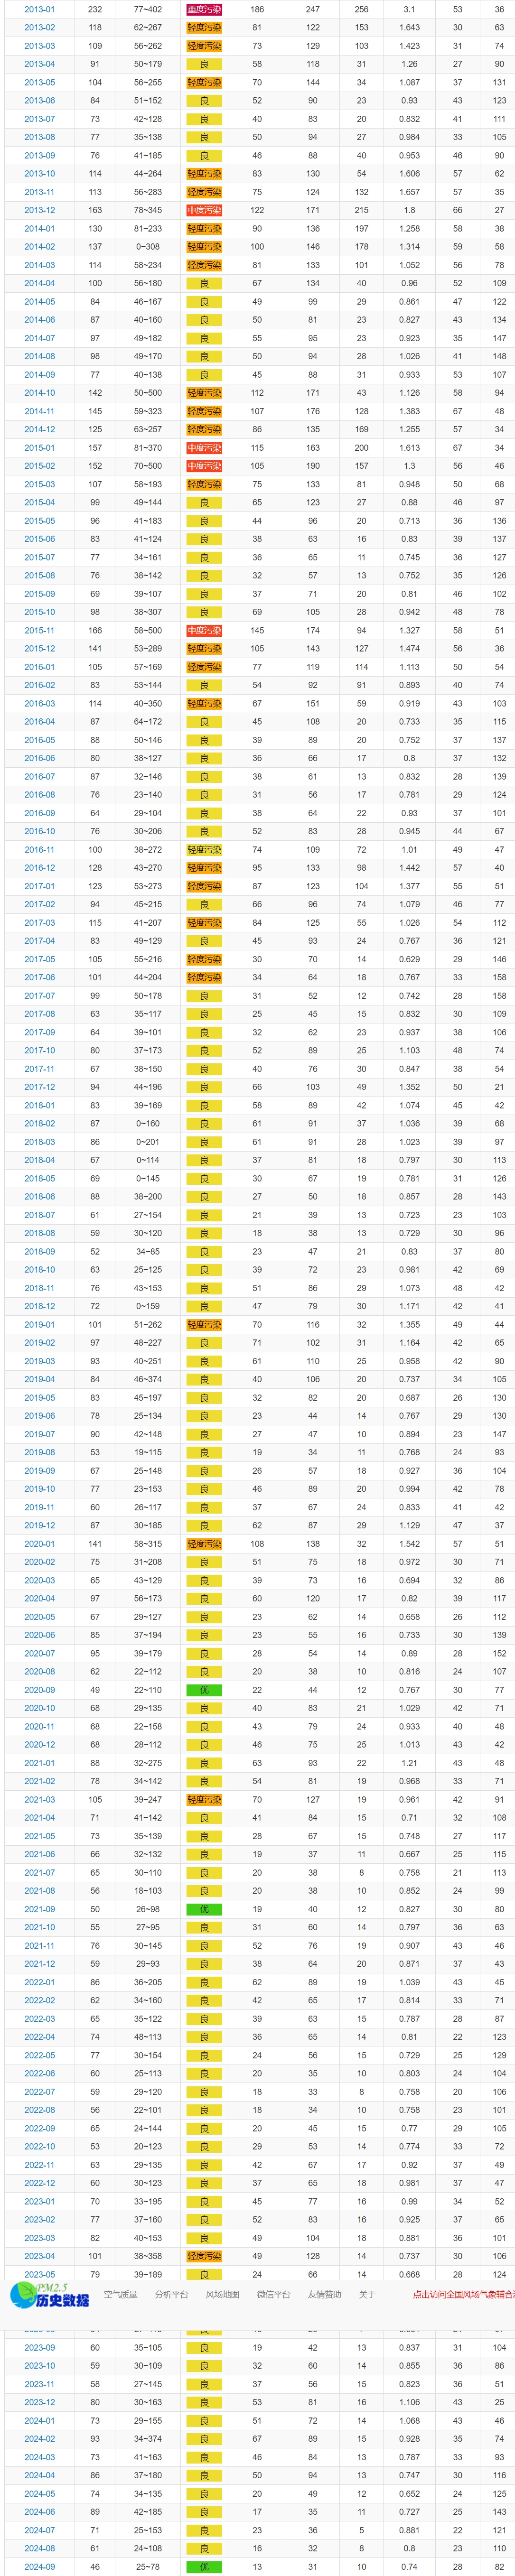 2013-01 232 77~402 重度污染 186 247 256 3.1 53 36
2013-02 118 62~267 轻度污染 81 122 153 1.643 30 63
2013-03 109 56~262 轻度污染 73 129 103 1.423 31 74
2013-04 91 50~179 良 58 118 31 1.26 27 90
2013-05 104 56~255 轻度污染 70 144 34 1.087 37 131
2013-06 84 51~152 良 52 90 23 0.93 43 123
2013-07 73 42~128 良 40 83 20 0.832 41 111
2013-08 77 35~138 良 50 94 27 0.984 33 105
2013-09 76 41~185 良 46 88 40 0.953 46 90
2013-10 114 44~264 轻度污染 83 130 54 1.606 57 62
2013-11 113 56~283 轻度污染 75 124 132 1.657 57 35
2013-12 163 78~345 中度污染 122 171 215 1.8 66 27
2014-01 130 81~233 轻度污染 90 136 197 1.258 58 38
2014-02 137 0~308 轻度污染 100 146 178 1.314 59 58
2014-03 114 58~234 轻度污染 81 133 101 1.052 56 78
2014-04 100 56~180 良 67 134 40 0.96 52 109
2014-05 84 46~167 良 49 99 29 0.861 47 122
2014-06 87 40~160 良 50 81 23 0.827 43 134
2014-07 97 49~182 良 55 95 23 0.923 35 147
2014-08 98 49~170 良 50 94 28 1.026 41 148
2014-09 77 40~138 良 45 88 31 0.933 53 107
2014-10 142 50~500 轻度污染 112 171 43 1.126 58 94
2014-11 145 59~323 轻度污染 107 176 128 1.383 67 48
2014-12 125 63~257 轻度污染 86 135 169 1.255 57 34
2015-01 157 81~370 中度污染 115 163 200 1.613 67 34
2015-02 152 70~500 中度污染 105 190 157 1.3 56 46
2015-03 107 58~193 轻度污染 75 133 81 0.948 50 68
2015-04 99 49~144 良 65 123 27 0.88 46 97
2015-05 96 41~183 良 44 96 20 0.713 36 136
2015-06 83 41~124 良 38 63 16 0.83 39 137
2015-07 77 34~161 良 36 65 11 0.745 36 127
2015-08 76 38~142 良 32 57 13 0.752 35 126
2015-09 69 39~107 良 37 71 20 0.81 46 102
2015-10 98 38~307 良 69 105 28 0.942 48 78
2015-11 166 58~500 中度污染 145 174 94 1.327 58 51
2015-12 141 53~289 轻度污染 105 143 127 1.474 56 36
2016-01 105 57~169 轻度污染 77 119 114 1.113 50 54
2016-02 83 53~144 良 54 92 91 0.893 40 74
2016-03 114 40~350 轻度污染 67 151 59 0.919 43 103
2016-04 87 64~172 良 45 108 20 0.733 35 115
2016-05 88 50~146 良 39 89 20 0.752 37 137
2016-06 80 38~127 良 36 66 17 0.8 37 132
2016-07 87 32~146 良 38 61 13 0.832 28 139
2016-08 76 23~140 良 31 56 17 0.781 29 124
2016-09 64 29~104 良 38 64 22 0.93 37 101
2016-10 76 30~206 良 52 83 28 0.945 44 67
2016-11 100 38~272 轻度污染 74 109 72 1.01 49 47
2016-12 128 43~270 轻度污染 95 133 98 1.442 57 40
2017-01 123 53~273 轻度污染 87 123 104 1.377 55 51
2017-02 94 45~215 良 66 96 74 1.079 46 77
2017-03 115 41~207 轻度污染 84 125 55 1.026 54 112
2017-04 83 49~129 良 45 93 24 0.767 36 121
2017-05 105 55~216 轻度污染 30 70 14 0.629 29 146
2017-06 101 44~204 轻度污染 34 64 18 0.767 33 158
2017-07 99 50~178 良 31 52 12 0.742 28 158
2017-08 63 35~117 良 25 45 15 0.832 30 109
2017-09 64 39~101 良 32 62 23 0.937 38 106
2017-10 80 37~173 良 52 89 25 1.103 48 74
2017-11 67 38~150 良 40 76 30 0.847 38 54
2017-12 94 44~196 良 66 103 49 1.352 50 21
2018-01 83 39~169 良 58 89 42 1.074 45 42
2018-02 87 0~160 良 61 91 37 1.036 39 68
2018-03 86 0~201 良 61 91 28 1.023 39 97
2018-04 67 0~114 良 37 81 18 0.797 30 113
2018-05 69 0~145 良 30 67 19 0.781 31 126
2018-06 88 38~200 良 27 50 18 0.857 28 143
2018-07 61 27~154 良 21 39 13 0.723 23 103
2018-08 59 30~120 良 18 38 13 0.729 30 96
2018-09 52 34~85 良 23 47 21 0.83 37 80
2018-10 63 25~125 良 39 72 23 0.981 42 69
2018-11 76 43~153 良 51 86 29 1.073 48 42
2018-12 72 0~159 良 47 79 30 1.171 42 41
2019-01 101 51~262 轻度污染 70 116 32 1.355 49 44
2019-02 97 48~227 良 71 102 31 1.164 42 65
2019-03 93 40~251 良 61 110 25 0.958 42 90
2019-04 84 46~374 良 40 106 20 0.737 34 105
2019-05 83 45~197 良 32 82 20 0.687 26 130
2019-06 78 25~134 良 23 44 14 0.767 29 130
2019-07 90 42~148 良 27 47 10 0.894 23 147
2019-08 53 19~115 良 19 34 11 0.768 24 93
2019-09 67 25~148 良 26 57 18 0.927 36 104
2019-10 77 23~153 良 46 89 20 0.994 42 78
2019-11 60 26~117 良 37 67 24 0.833 41 42
2019-12 87 30~185 良 62 87 29 1.129 47 37
2020-01 141 58~315 轻度污染 108 138 32 1.542 57 51
2020-02 75 31~208 良 51 75 18 0.972 30 71
2020-03 65 43~129 良 39 73 16 0.694 32 86
2020-04 97 56~173 良 60 120 17 0.82 39 117
2020-05 67 29~127 良 23 62 14 0.658 26 112
2020-06 85 37~194 良 23 55 16 0.733 30 139
2020-07 95 39~179 良 28 54 14 0.89 28 152
2020-08 62 22~112 良 20 38 10 0.816 24 107
2020-09 49 22~110 优 22 44 12 0.767 30 77
2020-10 68 29~135 良 40 83 21 1.029 42 71
2020-11 68 22~158 良 43 79 24 0.933 40 48
2020-12 68 28~112 良 46 75 25 1.013 43 42
2021-01 88 32~275 良 63 93 22 1.21 43 48
2021-02 78 34~142 良 54 81 19 0.968 33 71
2021-03 105 39~247 轻度污染 70 127 19 0.961 42 91
2021-04 71 41~142 良 41 84 15 0.71 32 108
2021-05 73 35~139 良 28 67 15 0.748 27 117
2021-06 66 32~132 良 19 37 11 0.667 25 115
2021-07 65 30~110 良 20 38 8 0.758 21 113
2021-08 56 18~103 良 20 38 10 0.852 24 99
2021-09 50 26~98 优 19 40 12 0.827 30 80
2021-10 55 27~95 良 31 60 14 0.797 36 63
2021-11 76 30~145 良 52 76 19 0.907 43 46
2021-12 59 29~93 良 38 64 20 0.871 37 43
2022-01 86 36~205 良 62 89 19 1.039 43 45
2022-02 62 34~160 良 42 65 17 0.814 33 71
2022-03 65 35~122 良 39 63 15 0.787 28 87
2022-04 74 48~113 良 36 65 14 0.81 22 123
2022-05 77 30~154 良 24 56 15 0.729 25 129
2022-06 60 25~113 良 20 35 10 0.803 24 104
2022-07 59 29~120 良 18 33 8 0.758 20 106
2022-08 56 22~101 良 18 34 10 0.758 23 101
2022-09 65 24~144 良 20 45 15 0.77 29 105
2022-10 53 20~123 良 29 53 14 0.774 33 72
2022-11 63 29~135 良 42 67 17 0.92 37 49
2022-12 60 30~123 良 37 65 18 0.981 37 47
2023-01 70 33~195 良 45 77 16 0.99 34 52
2023-02 77 37~160 良 52 83 16 0.925 37 65
2023-03 82 40~153 良 49 104 18 0.881 36 101
2023-04 101 38~358 轻度污染 49 128 14 0.737 30 106
2023-05 79 39~189 良 24 66 14 0.668 28 124
PM2.5
历史数据 空气质量 分析平台 风场地图 微信平台 友情赞助 关于 点击访问全国风场气象辅合
2023-09 60 35~105 良 19 42 13 0.837 31 104
2023-10 59 30~109 良 32 60 14 0.855 36 86
2023-11 58 27~145 良 37 56 15 0.823 36 51
2023-12 80 30~163 良 53 81 16 1.106 43 25
2024-01 73 29~155 良 51 72 14 1.068 43 46
2024-02 93 34~374 良 67 89 15 0.928 35 74
2024-03 73 41~163 良 46 84 13 0.787 33 93
2024-04 86 37~180 良 50 94 13 0.747 30 116
2024-05 74 34~135 良 20 49 12 0.652 24 125
2024-06 89 42~185 良 17 35 11 0.727 25 143
2024-07 71 25~153 良 23 36 5 0.881 22 121
2024-08 61 24~108 良 16 32 8 0.8 23 110
2024-09 46 25~78 优 13 31 10 0.74 28 82